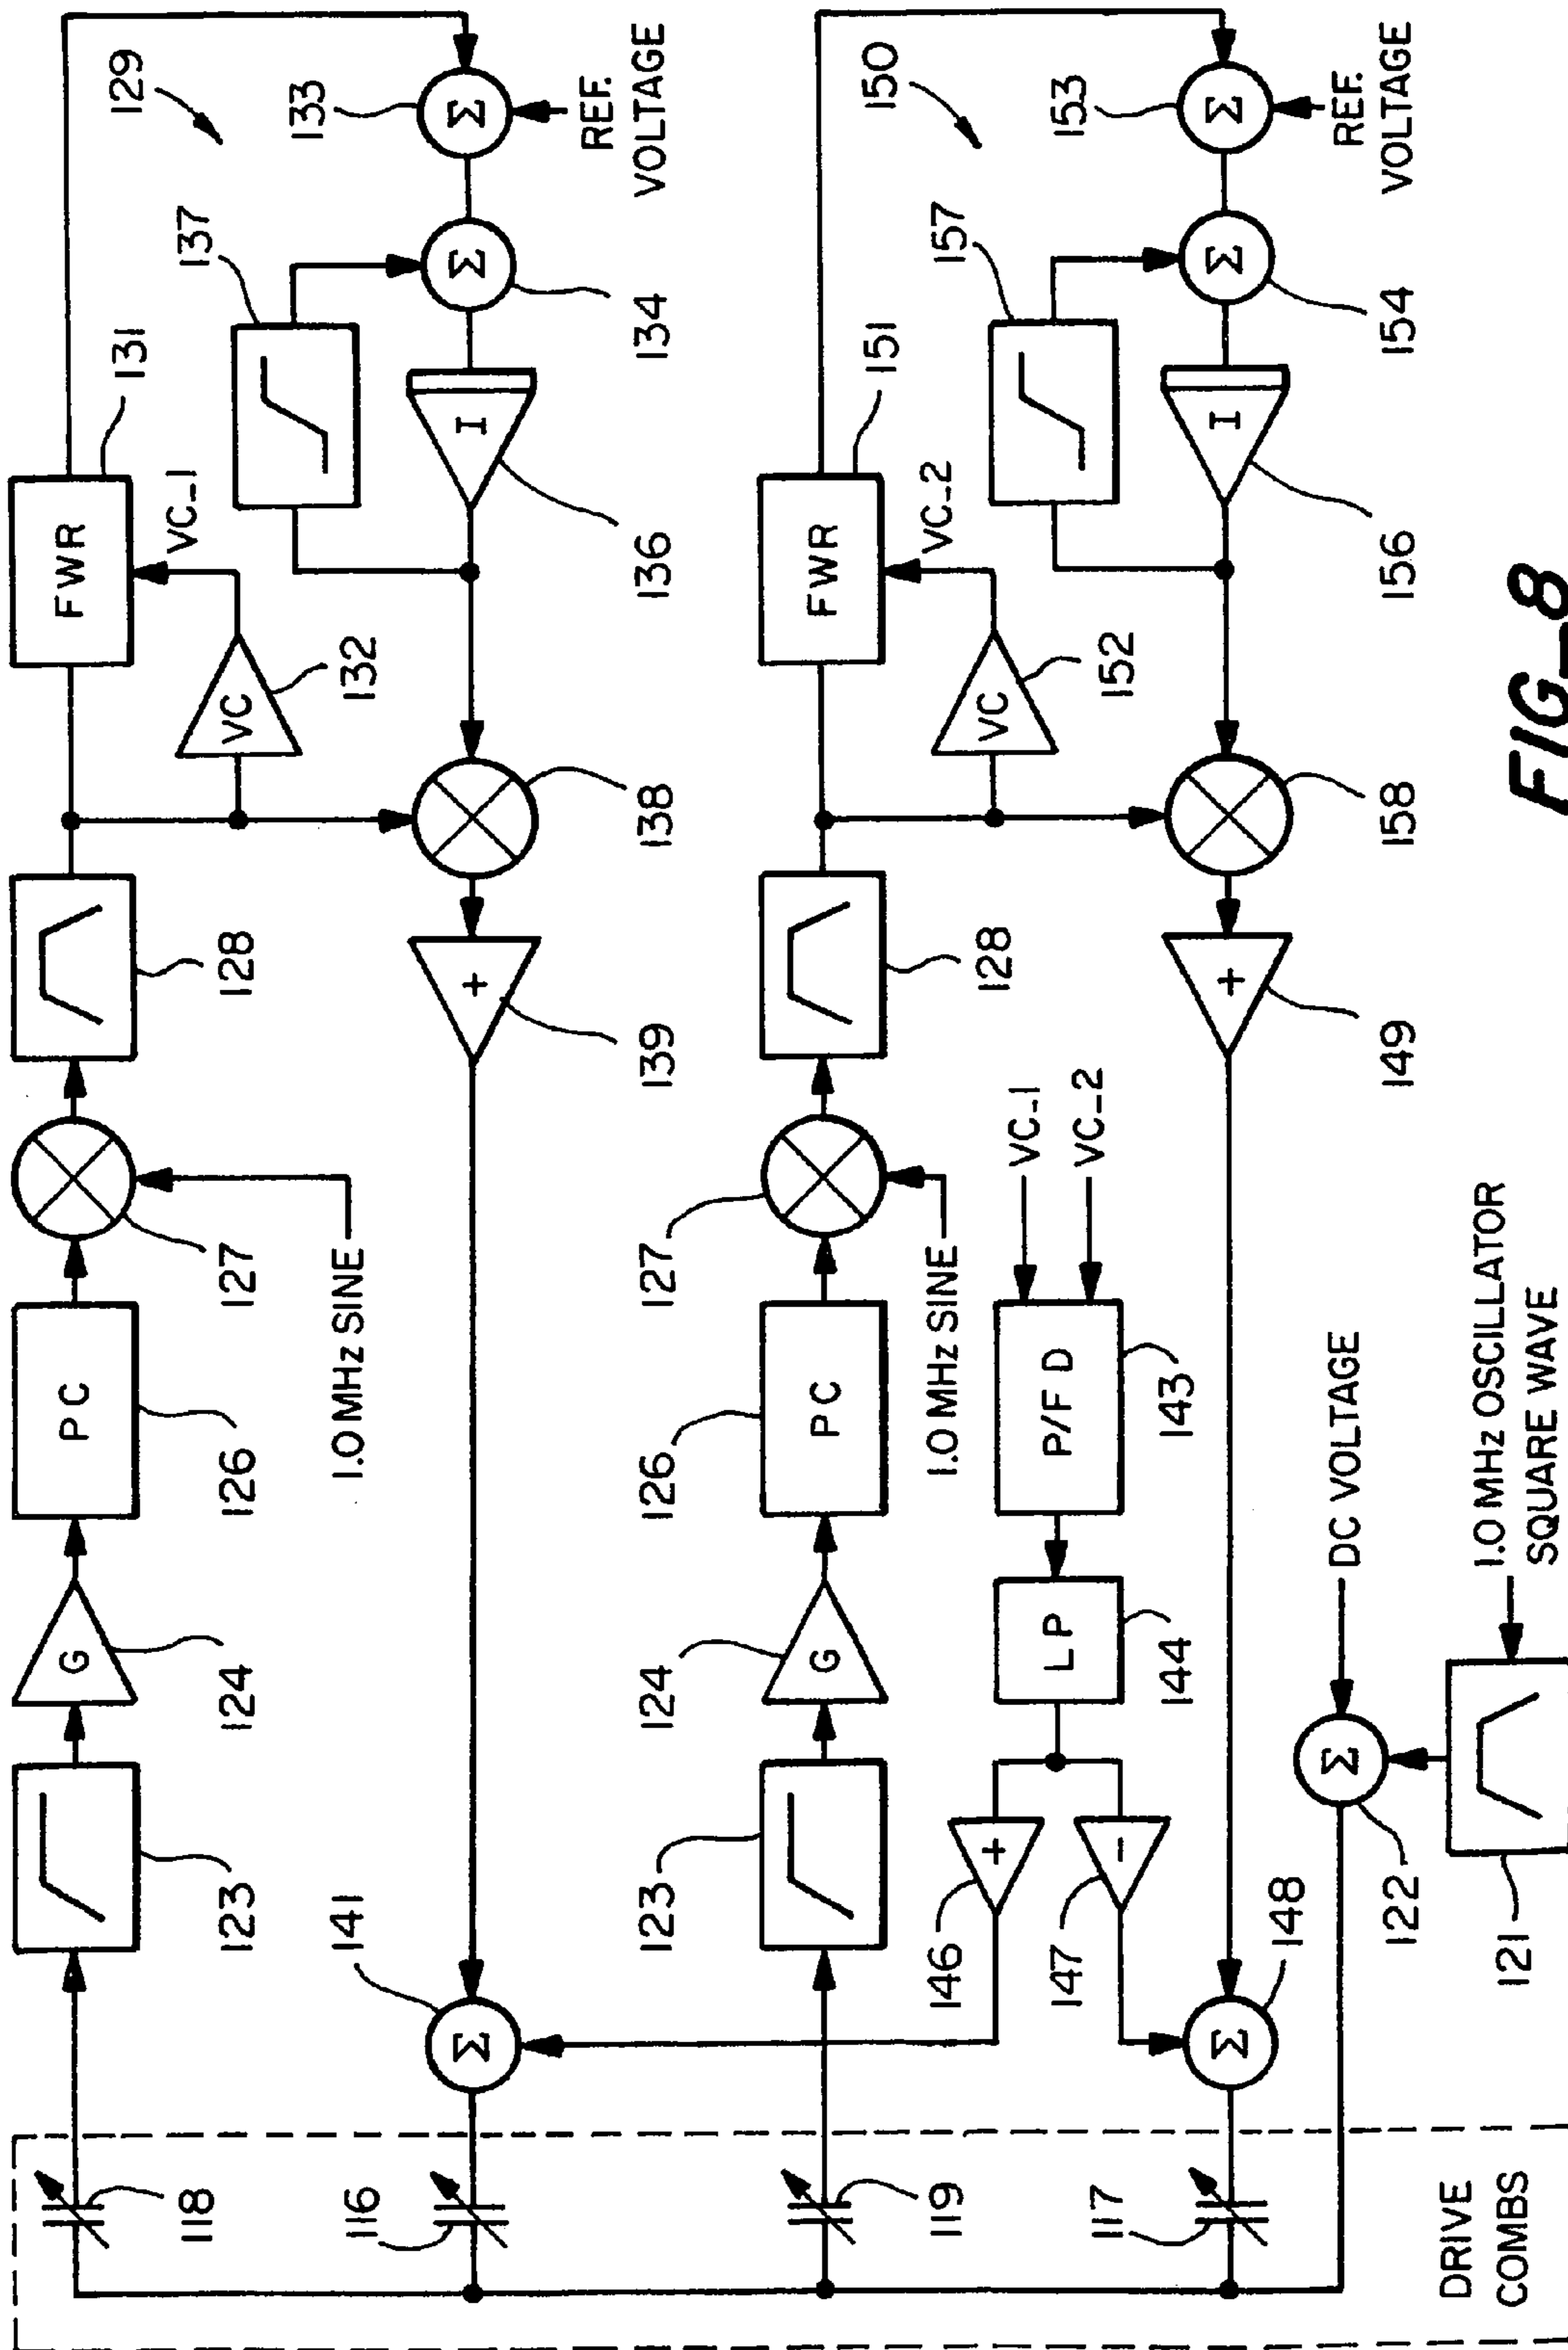 118
123
G
124
PC
126
127
1.0 MHz SINE
128
FWR
131
VC
132
VC_1
129
116
141
Σ
+
139
138
I
136
137
Σ
134
Σ
133
REF.
VOLTAGE
119
123
G
124
PC
126
127
1.0 MHz SINE
128
FWR
151
VC
152
VC_2
150
146
+
147
-
LP
144
P/FD
143
VC_1
VC_2
117
Σ
148
+
149
158
I
156
157
Σ
154
Σ
153
REF.
VOLTAGE
DRIVE
COMBS
Σ
122
DC VOLTAGE
121
1.0 MHz OSCILLATOR
SQUARE WAVE
FIG_8